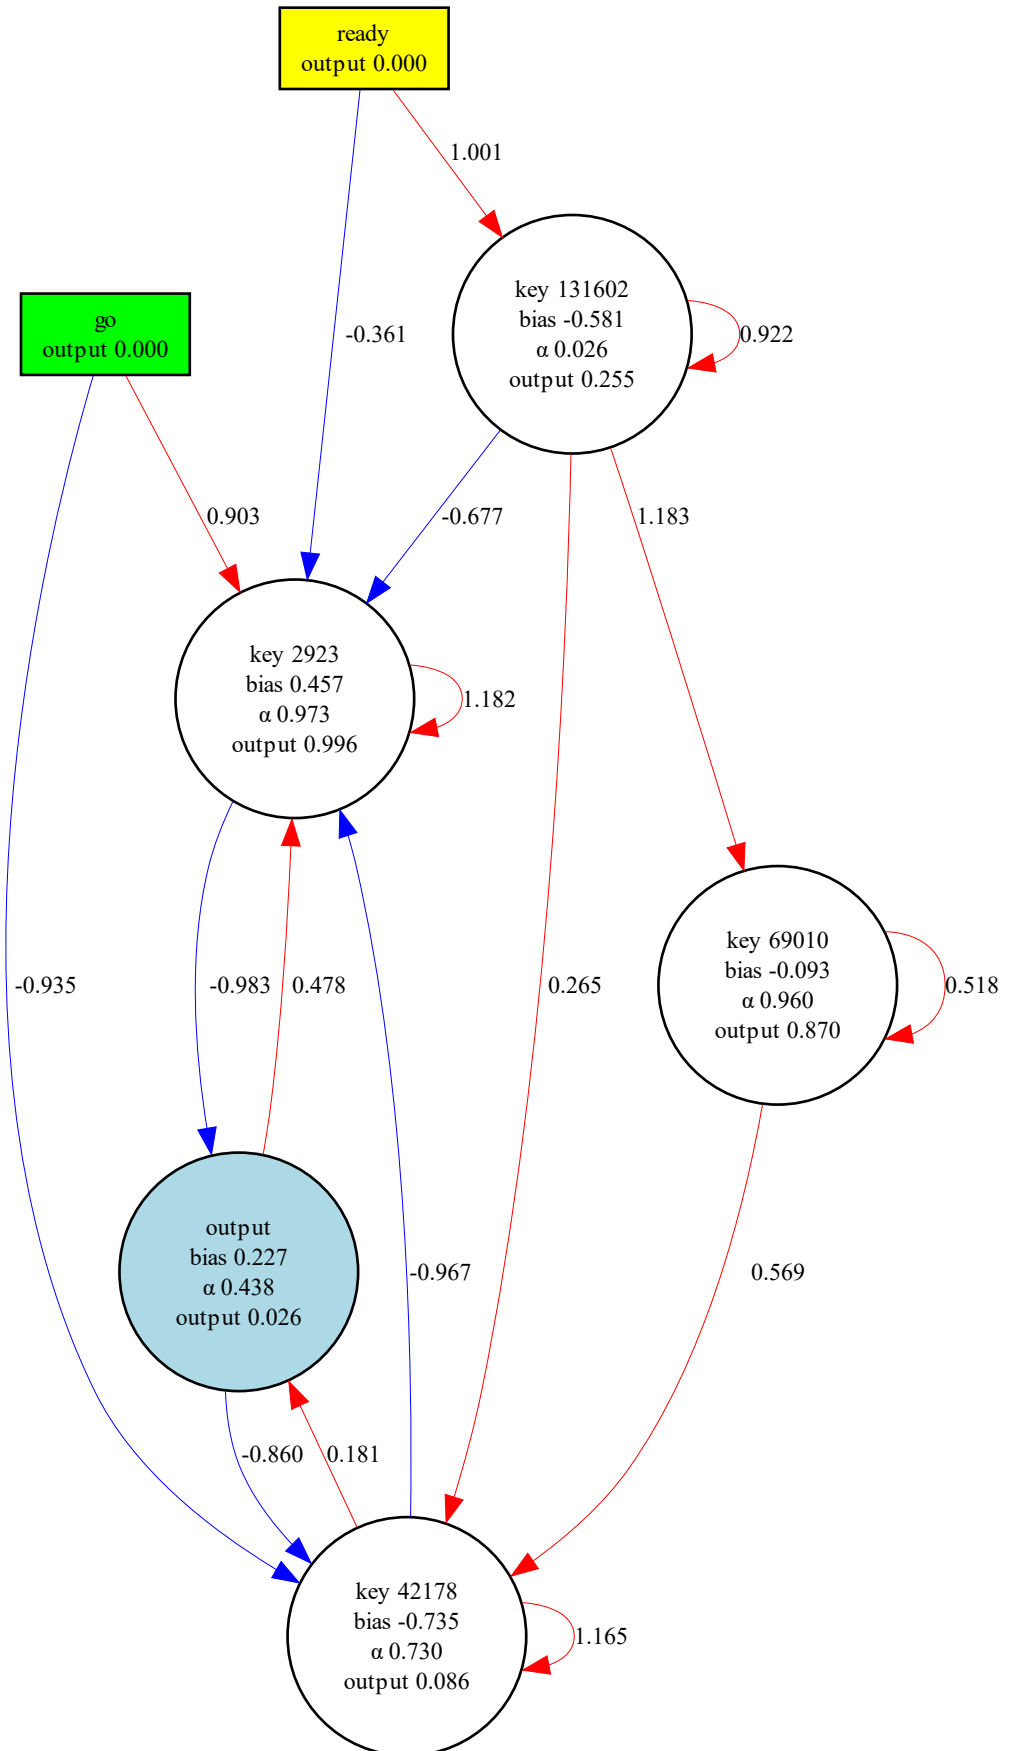 ready
output 0.000
1.001
key 131602
bias -0.581
α 0.026
output 0.255
0.922
-0.361
go
output 0.000
0.903
-0.677
1.183
key 2923
bias 0.457
α 0.973
output 0.996
1.182
key 69010
bias -0.093
α 0.960
output 0.870
0.518
-0.935
-0.983
0.478
0.265
output
bias 0.227
α 0.438
output 0.026
-0.967
0.569
-0.860
0.181
key 42178
bias -0.735
α 0.730
output 0.086
1.165